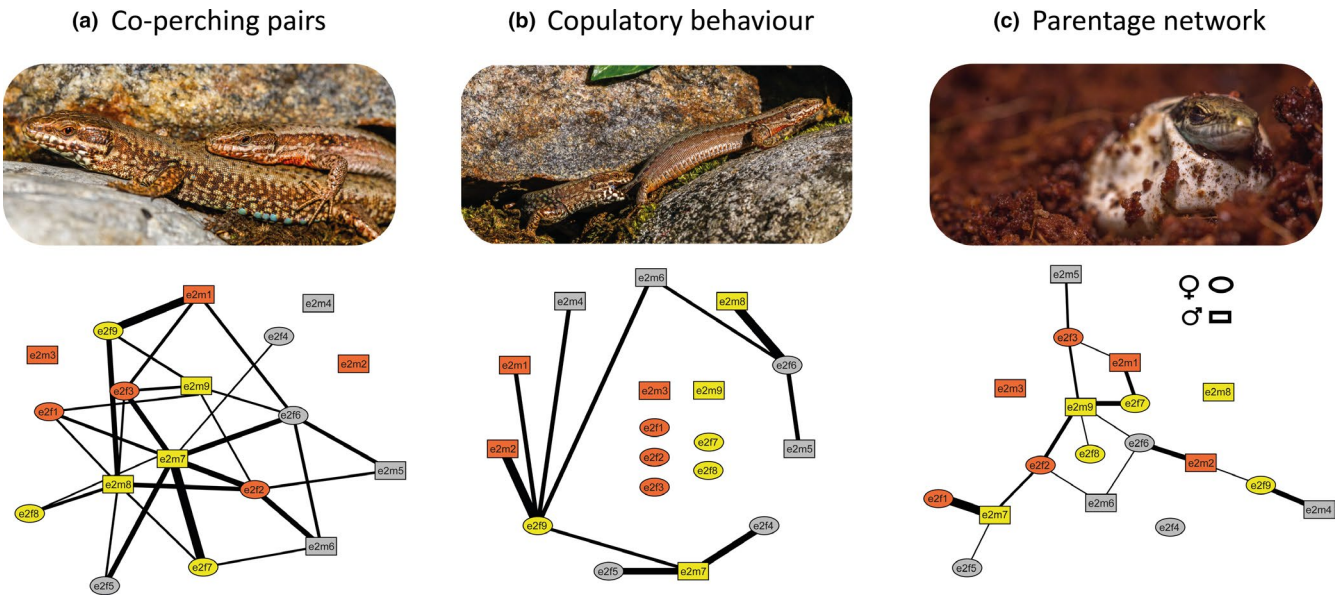 (a) Co-perching pairs
(b) Copulatory behaviour
(c) Parentage network
e2m1
e2m4
e2f9
e2f4
e2m3
e2m2
e2f3
e2m9
e2f1
e2f6
e2m7
e2m5
e2m8
e2f2
e2f8
e2m6
e2f7
e2f5
e2m6
e2m4
e2m8
e2m1
e2f6
e2m3
e2m9
e2f1
e2m2
e2f7
e2m5
e2f2
e2f8
e2f3
e2f9
e2f4
e2f5
e2m7
e2m5
♀
♂
e2f3
e2m1
e2m3
e2m8
e2m9
e2f7
e2f6
e2f8
e2f2
e2m2
e2f9
e2f1
e2m6
e2m4
e2m7
e2f4
e2f5